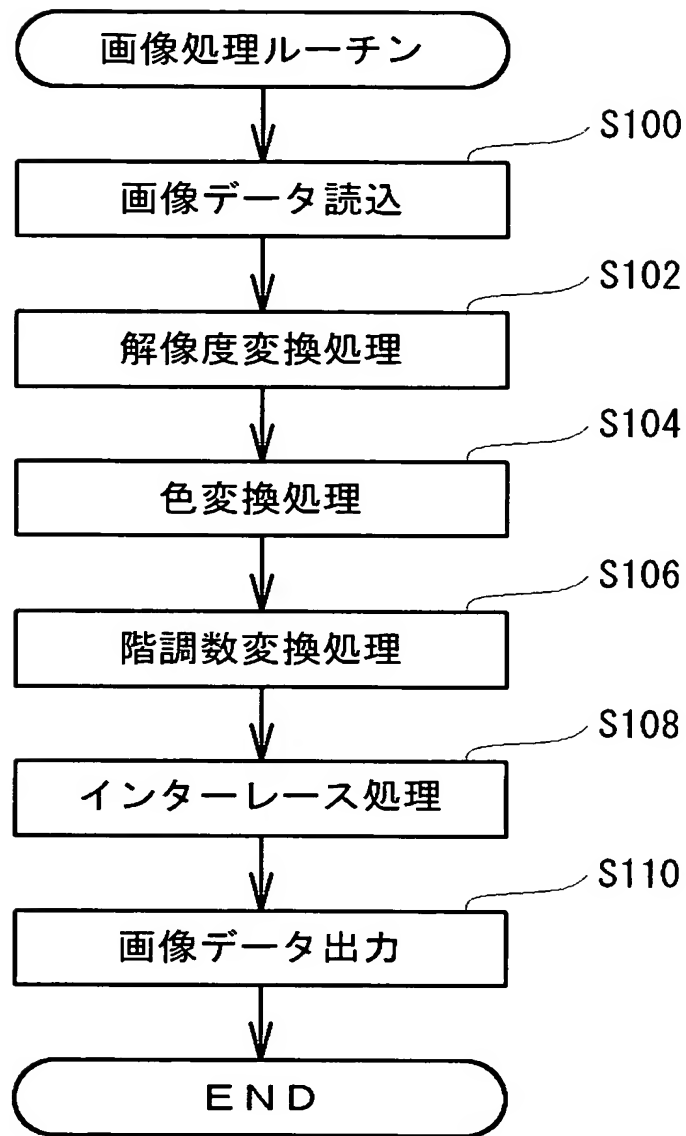 画像処理ルーチン
S100
画像データ読込
S102
解像度変換処理
S104
色変換処理
S106
階調数変換処理
S108
インターレース処理
S110
画像データ出力
END